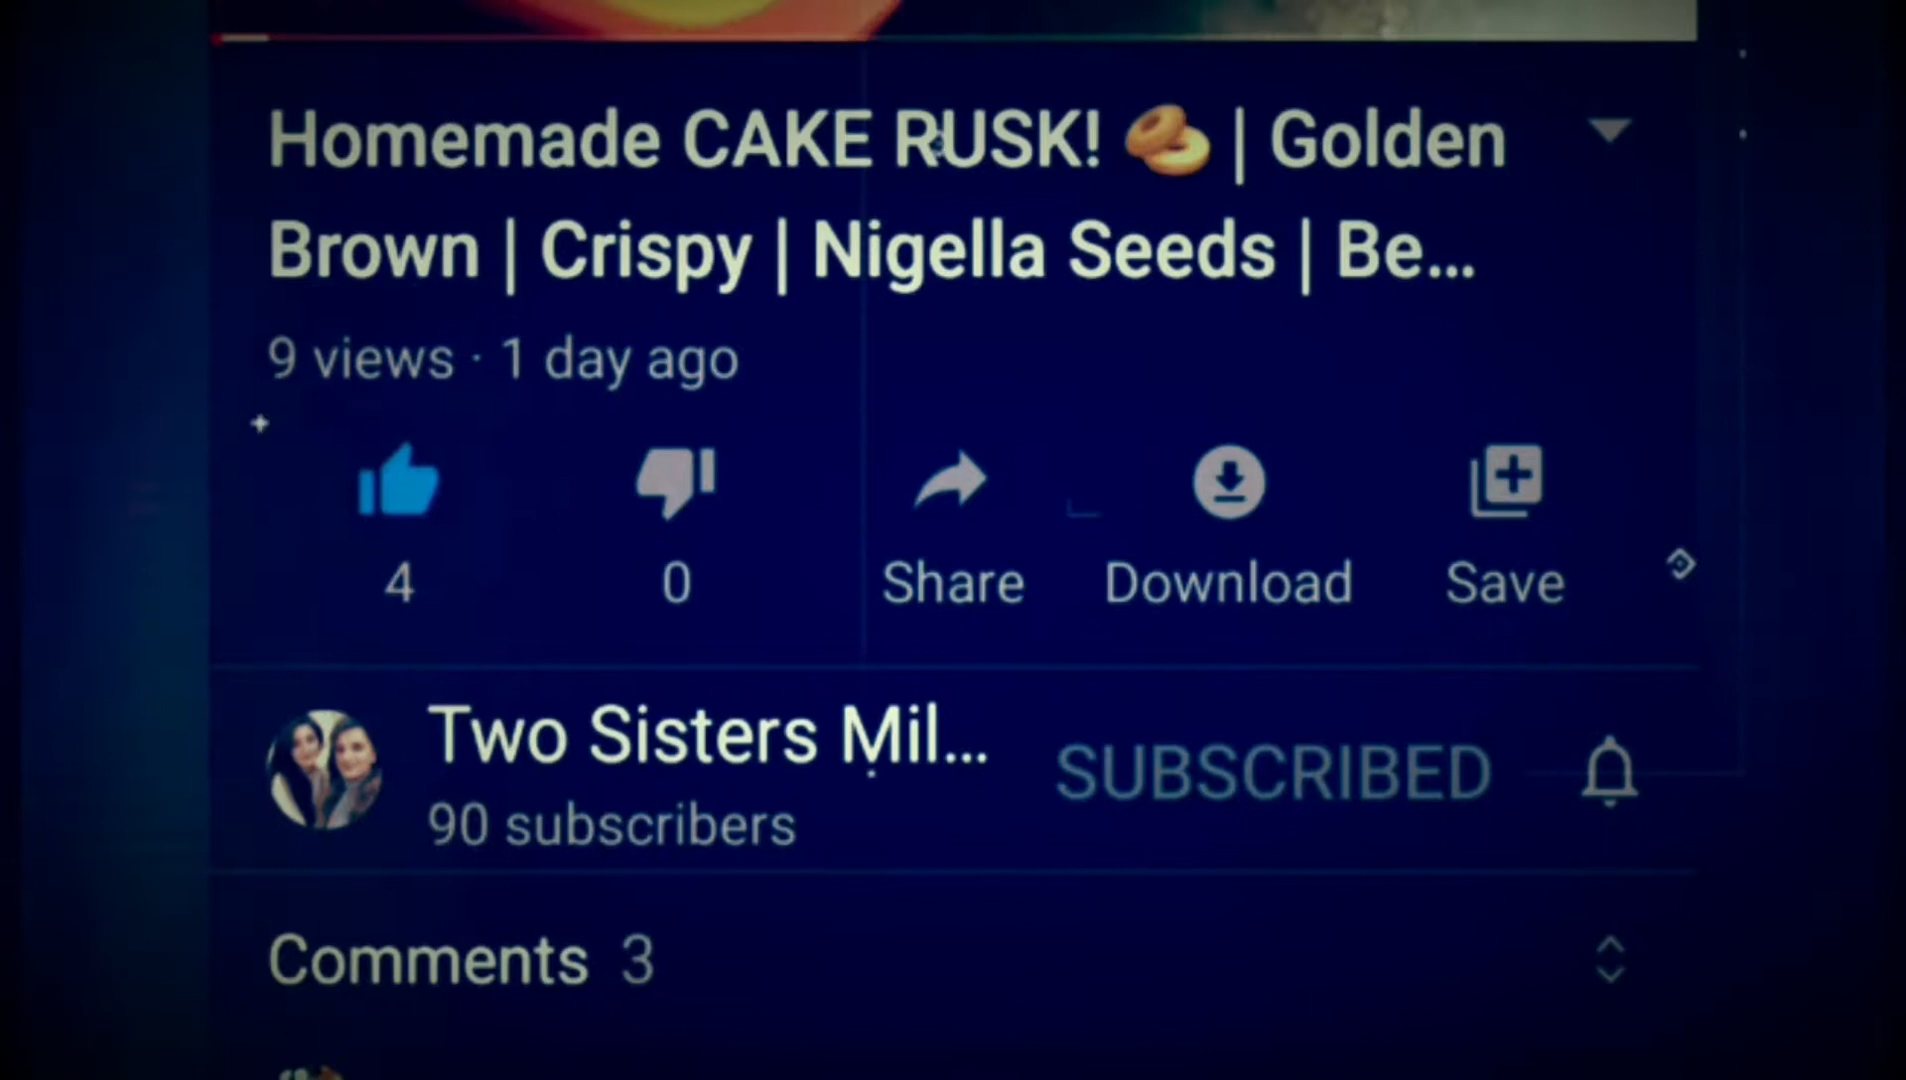 Homemade CAKE RUSK! 🥯 | Golden
Brown | Crispy | Nigella Seeds | Be...
9 views · 1 day ago
4
0
Share
Download
Save
Two Sisters Mil...
SUBSCRIBED
90 subscribers
Comments 3